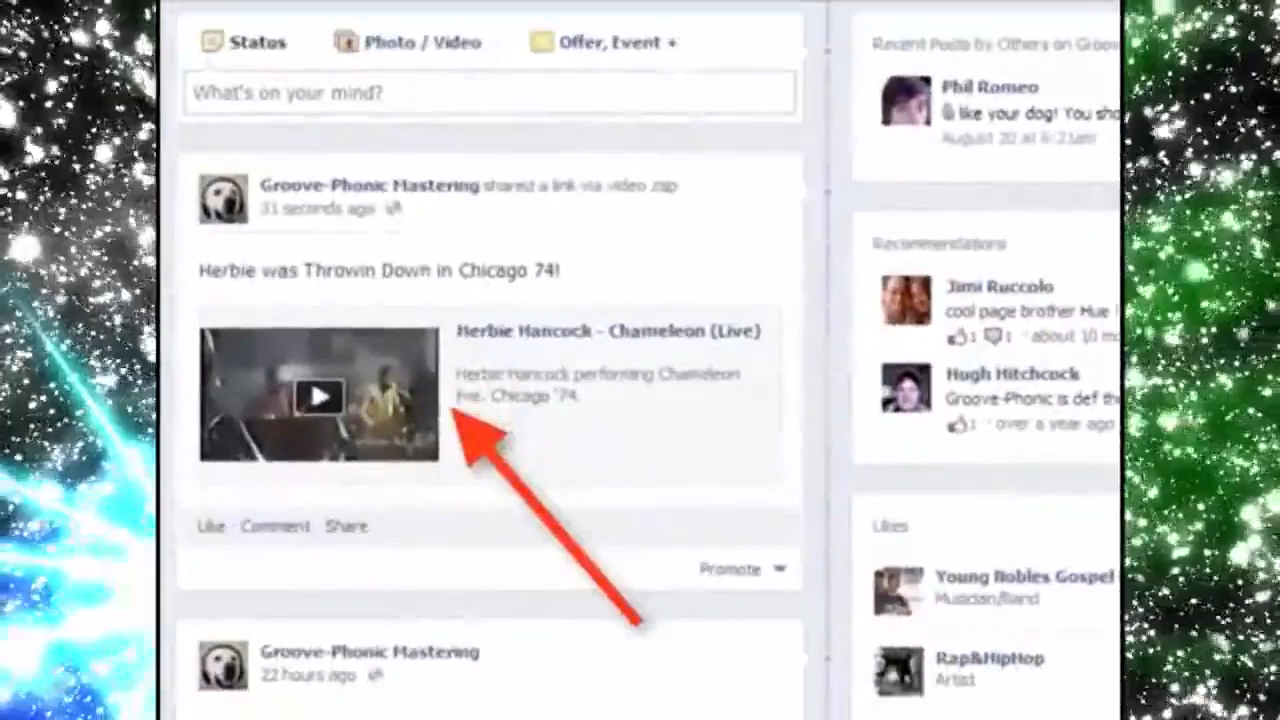 Status
Photo / Video
Offer, Event +
What's on your mind?
Groove-Phonic Mastering shared a link via video zap
31 seconds ago
Herbie was Throwin Down in Chicago 74!
Herbie Hancock - Chameleon (Live)
Herbie Hancock performing Chameleon
live. Chicago '74.
Like Comment Share
Promote
Groove-Phonic Mastering
22 hours ago
Recent Posts by Others on Groov
Phil Romeo
like your dog! You sho
August 20 at
Recommendations
Jimi Ruccolo
cool page brother Hue
1 1 · about 10 mo
Hugh Hitchcock
Groove-Phonic is def the
1 · over a year ago
Likes
Young Nobles Gospel
Musician/Band
Rap&HipHop
Artist